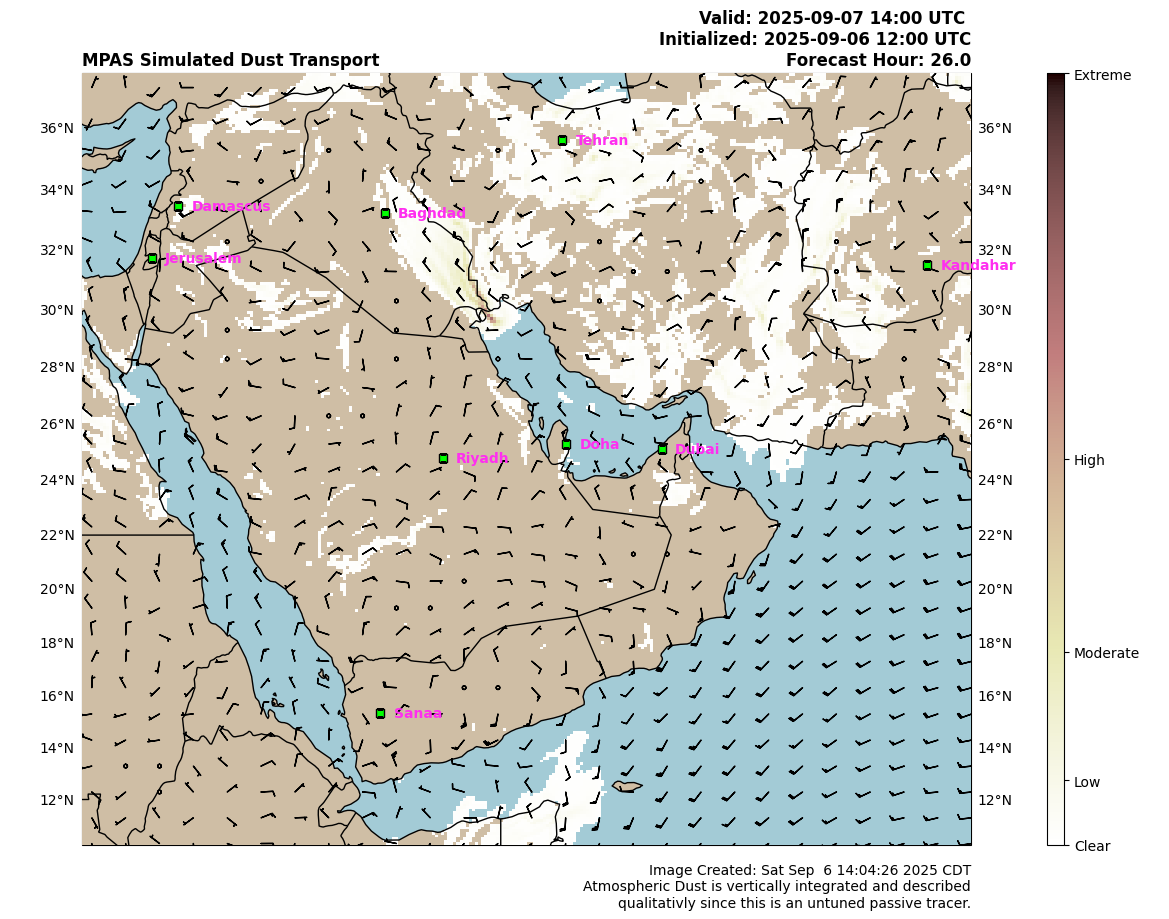 Valid: 2025-09-07 14:00 UTC
Initialized: 2025-09-06 12:00 UTC
MPAS Simulated Dust Transport
Forecast Hour: 26.0
Extreme
36°N
Tehran
36°N
34°N
Damascus
Baghdad
34°N
32°N
Jerusalem
32°N
Kandahar
30°N
30°N
28°N
28°N
26°N
Doha
Dubai
26°N
Riyadh
High
24°N
24°N
22°N
22°N
20°N
20°N
18°N
18°N
Moderate
16°N
Sanaa
16°N
14°N
14°N
Low
12°N
12°N
Clear
Image Created: Sat Sep  6 14:04:26 2025 CDT
Atmospheric Dust is vertically integrated and described
qualitativly since this is an untuned passive tracer.